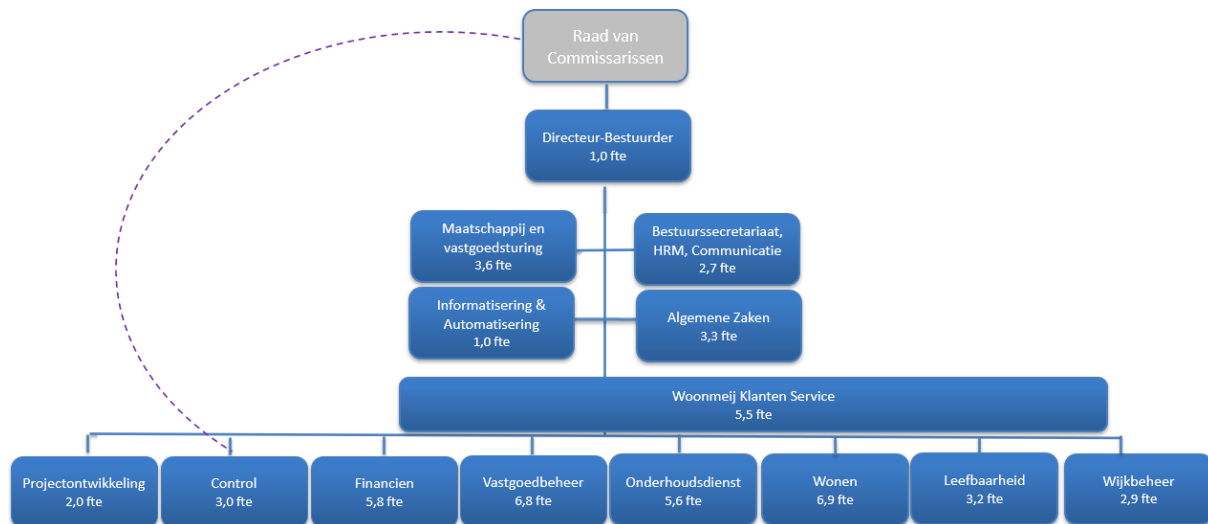 Raad van
Commissarissen
Directeur-Bestuurder
1,0 fte
Maatschappij en
vastgoedsturing
3,6 fte
Bestuurssecretariaat,
HRM, Communicatie
2,7 fte
Informatisering &
Automatisering
1,0 fte
Algemene Zaken
3,3 fte
Woonmeij Klanten Service
5,5 fte
Projectontwikkeling
2,0 fte
Control
3,0 fte
Financien
5,8 fte
Vastgoedbeheer
6,8 fte
Onderhoudsdienst
5,6 fte
Wonen
6,9 fte
Leefbaarheid
3,2 fte
Wijkbeheer
2,9 fte